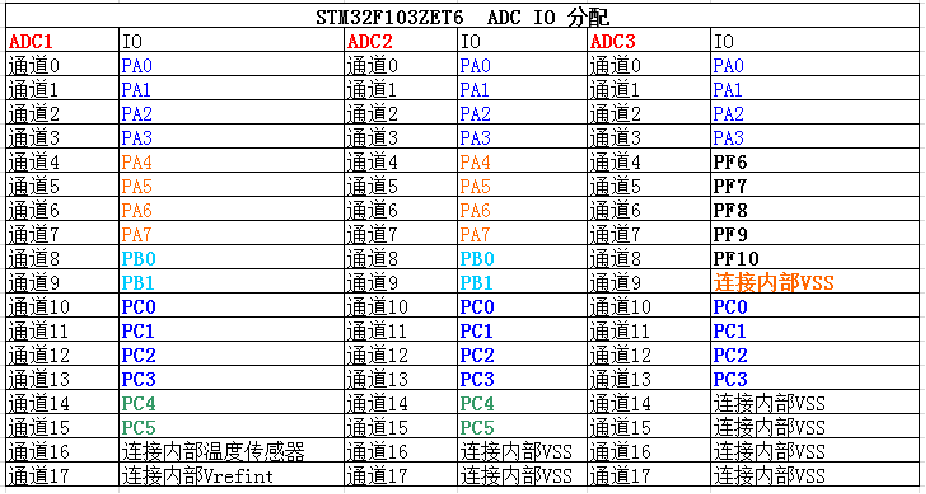 STM32F103ZET6 ADC IO 分配
ADC1 IO ADC2 IO ADC3 IO
通道0 PA0 通道0 PA0 通道0 PA0
通道1 PA1 通道1 PA1 通道1 PA1
通道2 PA2 通道2 PA2 通道2 PA2
通道3 PA3 通道3 PA3 通道3 PA3
通道4 PA4 通道4 PA4 通道4 PF6
通道5 PA5 通道5 PA5 通道5 PF7
通道6 PA6 通道6 PA6 通道6 PF8
通道7 PA7 通道7 PA7 通道7 PF9
通道8 PB0 通道8 PB0 通道8 PF10
通道9 PB1 通道9 PB1 通道9 连接内部VSS
通道10 PC0 通道10 PC0 通道10 PC0
通道11 PC1 通道11 PC1 通道11 PC1
通道12 PC2 通道12 PC2 通道12 PC2
通道13 PC3 通道13 PC3 通道13 PC3
通道14 PC4 通道14 PC4 通道14 连接内部VSS
通道15 PC5 通道15 PC5 通道15 连接内部VSS
通道16 连接内部温度传感器 通道16 连接内部VSS 通道16 连接内部VSS
通道17 连接内部Vrefint 通道17 连接内部VSS 通道17 连接内部VSS